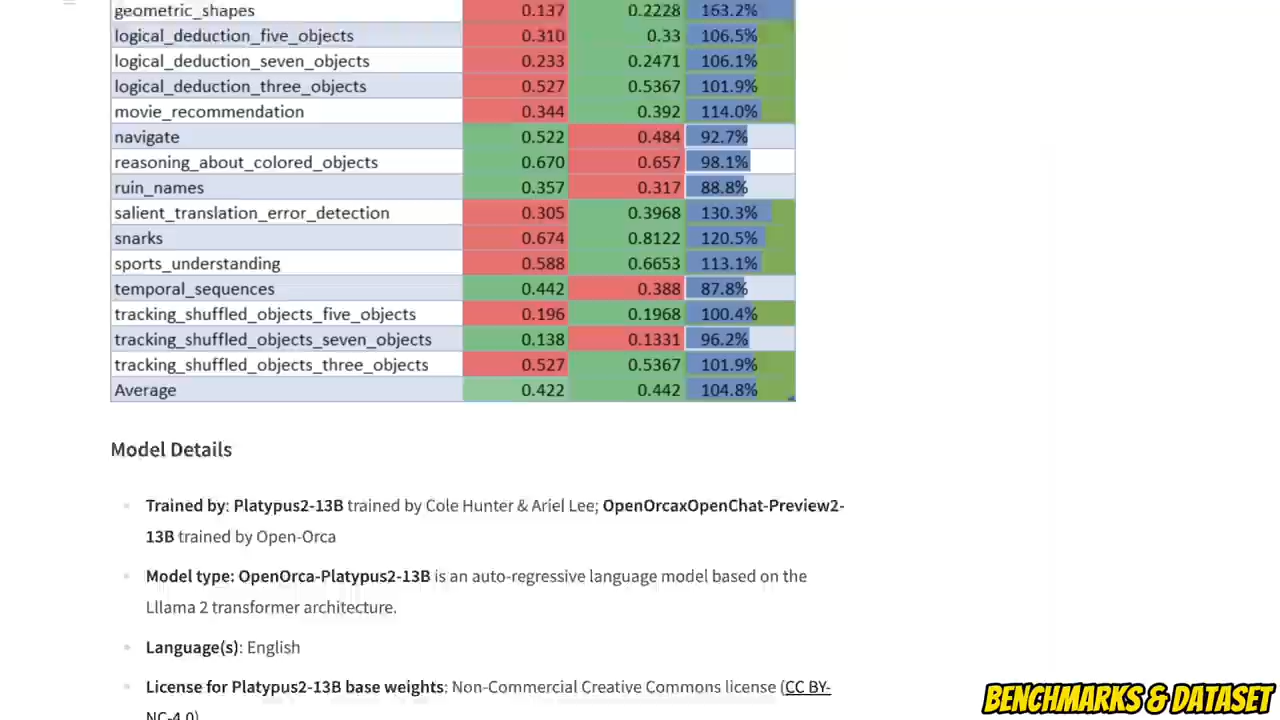 geometric_shapes 0.137 0.2228 163.2%
logical_deduction_five_objects 0.310 0.33 106.5%
logical_deduction_seven_objects 0.233 0.2471 106.1%
logical_deduction_three_objects 0.527 0.5367 101.9%
movie_recommendation 0.344 0.392 114.0%
navigate 0.522 0.484 92.7%
reasoning_about_colored_objects 0.670 0.657 98.1%
ruin_names 0.357 0.317 88.8%
salient_translation_error_detection 0.305 0.3968 130.3%
snarks 0.674 0.8122 120.5%
sports_understanding 0.588 0.6653 113.1%
temporal_sequences 0.442 0.388 87.8%
tracking_shuffled_objects_five_objects 0.196 0.1968 100.4%
tracking_shuffled_objects_seven_objects 0.138 0.1331 96.2%
tracking_shuffled_objects_three_objects 0.527 0.5367 101.9%
Average 0.422 0.442 104.8%
Model Details
Trained by: Platypus2-13B trained by Cole Hunter & Ariel Lee; OpenOrcaxOpenChat-Preview2-
13B trained by Open-Orca
Model type: OpenOrca-Platypus2-13B is an auto-regressive language model based on the
Lllama 2 transformer architecture.
Language(s): English
License for Platypus2-13B base weights: Non-Commercial Creative Commons license (CC BY-
NC-4.0)
BENCHMARKS & DATASET